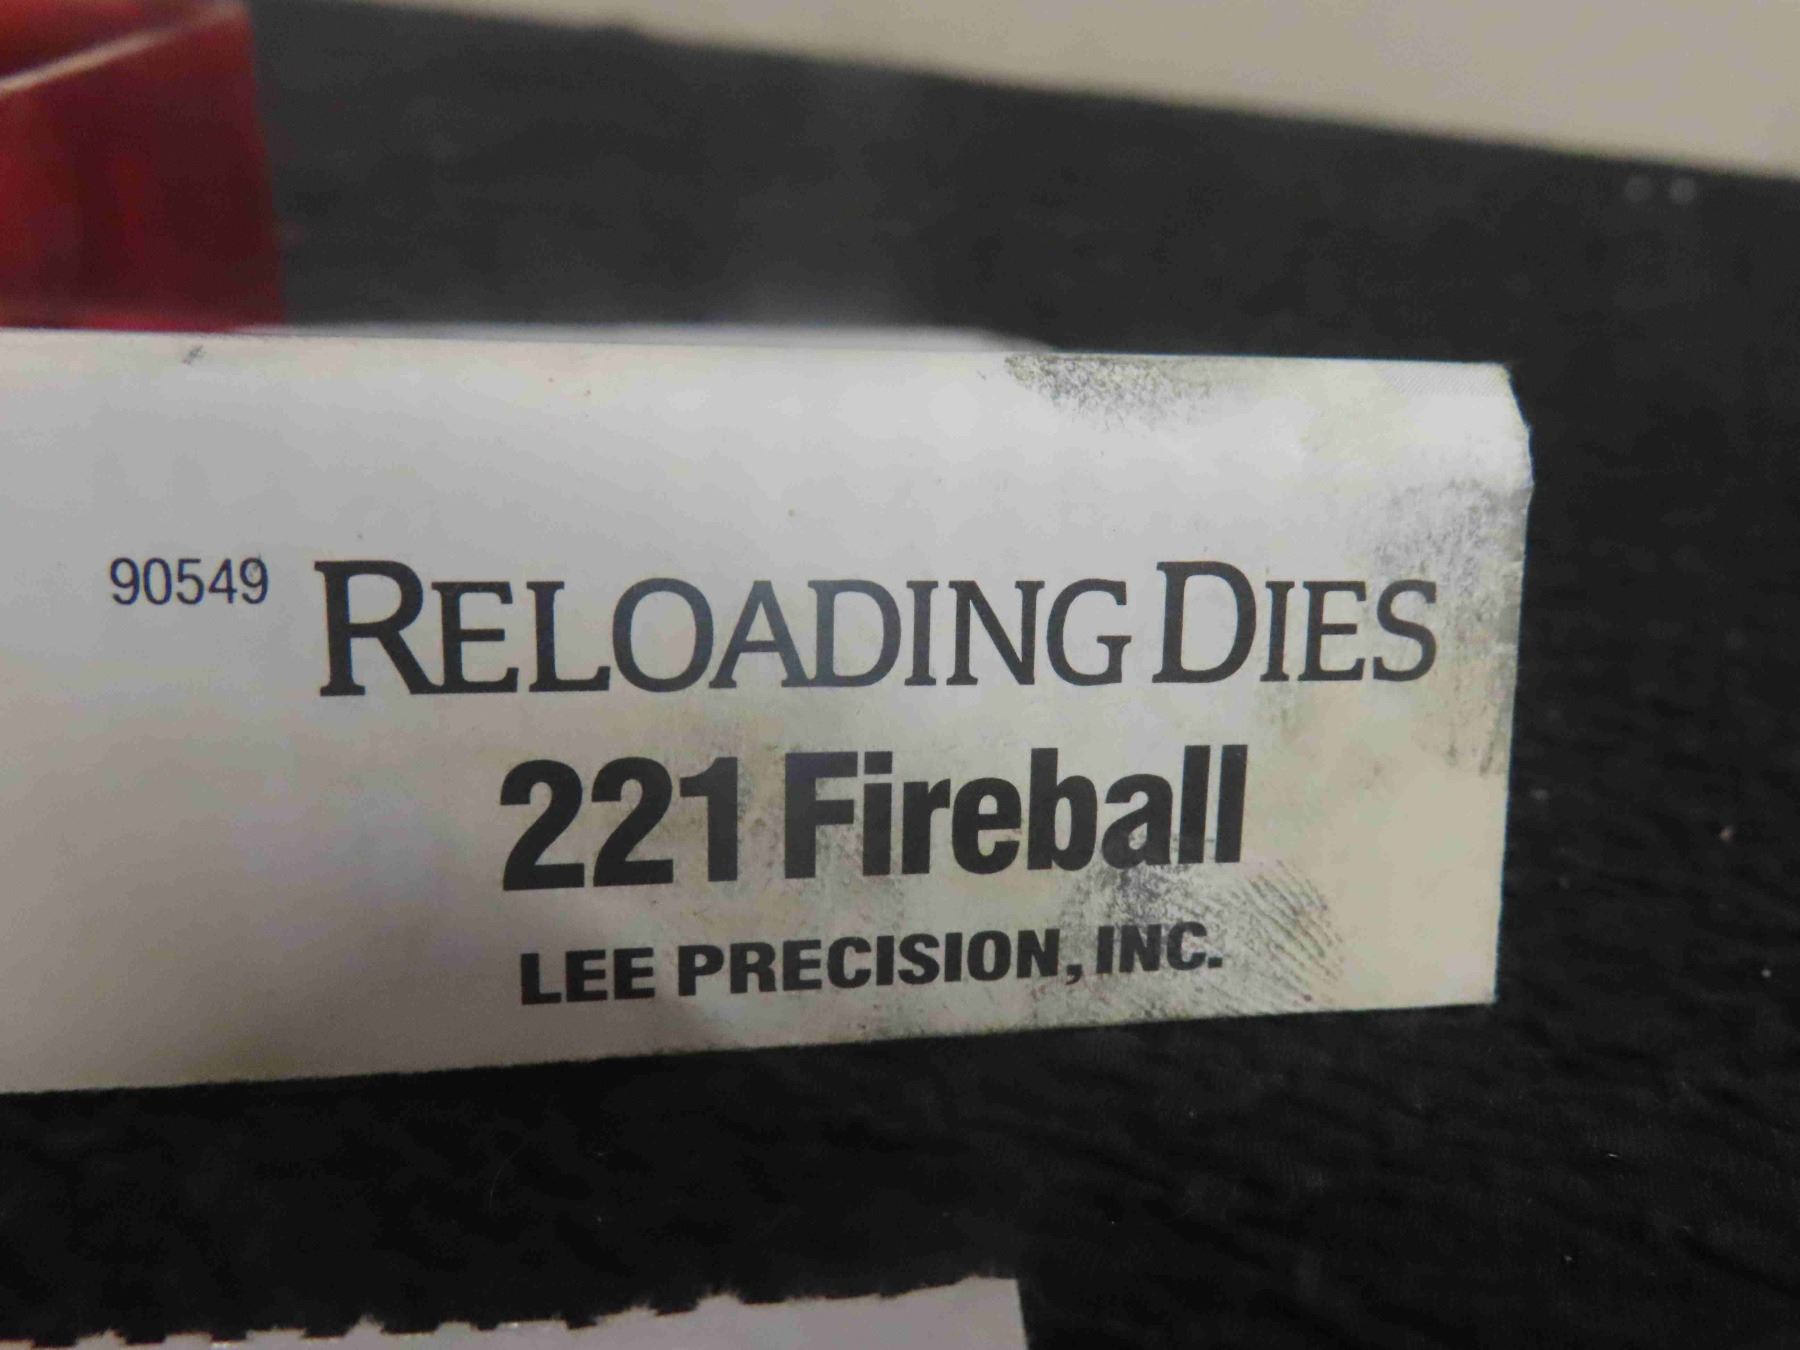 90549 RELOADING DIES
221 Fireball
LEE PRECISION, INC.